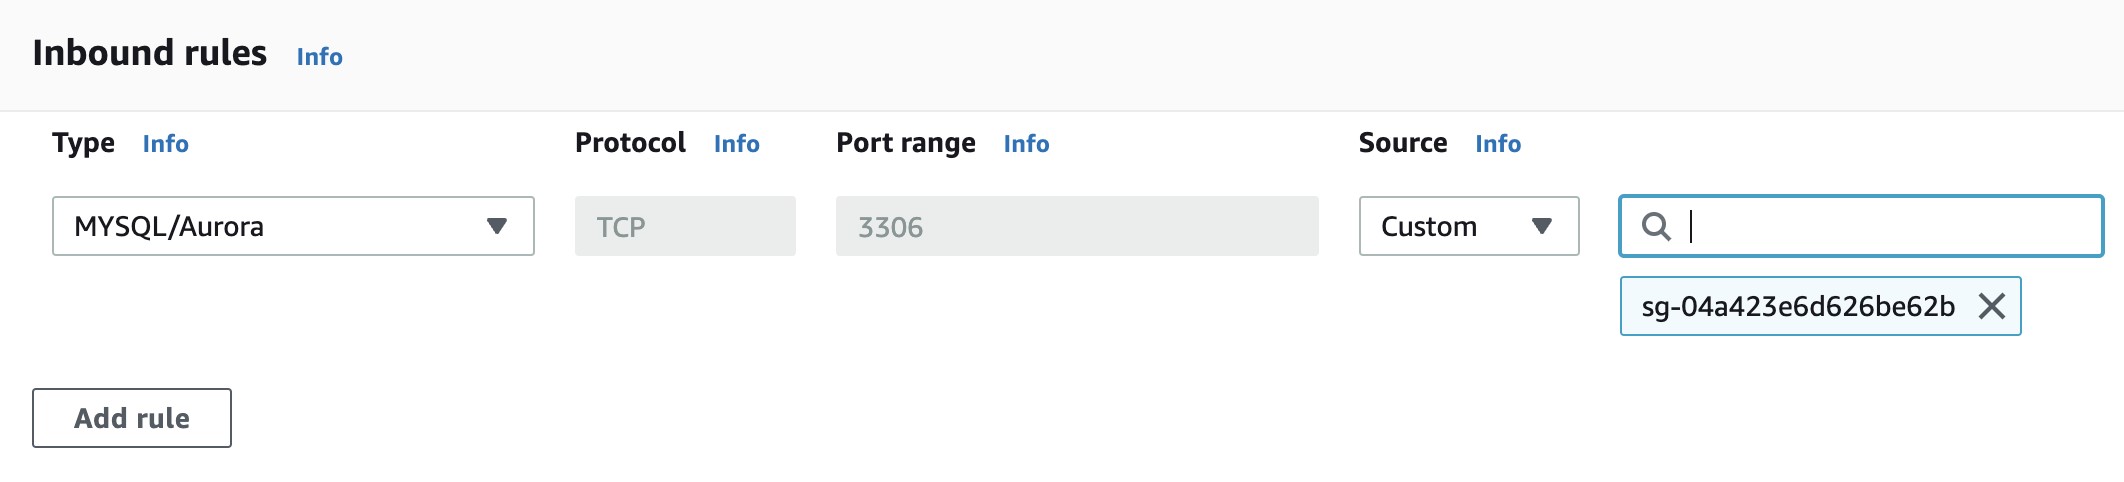 Inbound rules Info
Type Info Protocol Info Port range Info Source Info
MYSQL/Aurora TCP 3306 Custom
sg-04a423e6d626be62b
Add rule